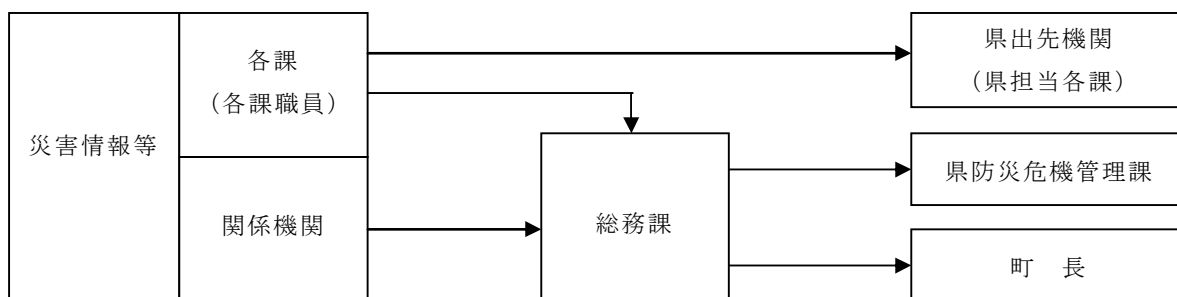 災害情報等
各課
（各課職員）
関係機関
総務課
県出先機関
（県担当各課）
県防災危機管理課
町　長